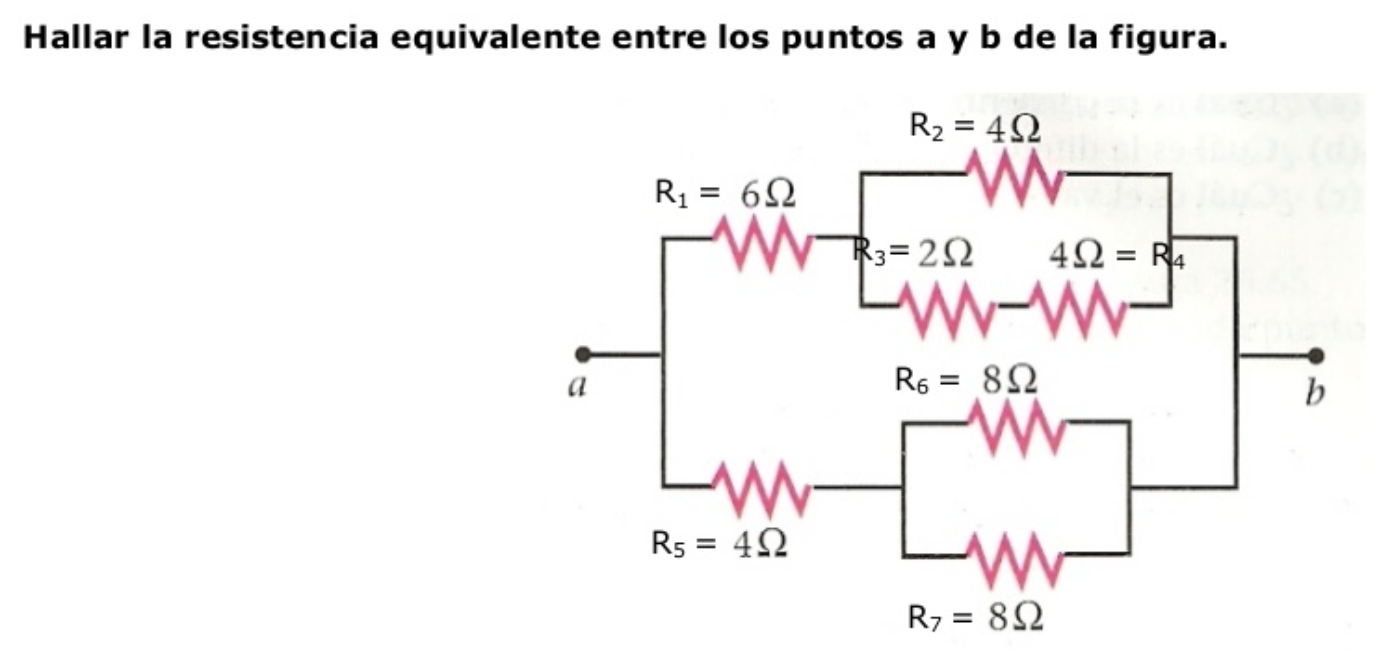 Hallar la resistencia equivalente entre los puntos a y b de la figura.
R₂ = 4Ω
R₁ = 6Ω
R₃= 2Ω 4Ω = R₄
a
R₆ = 8Ω
b
R₅ = 4Ω
R₇ = 8Ω